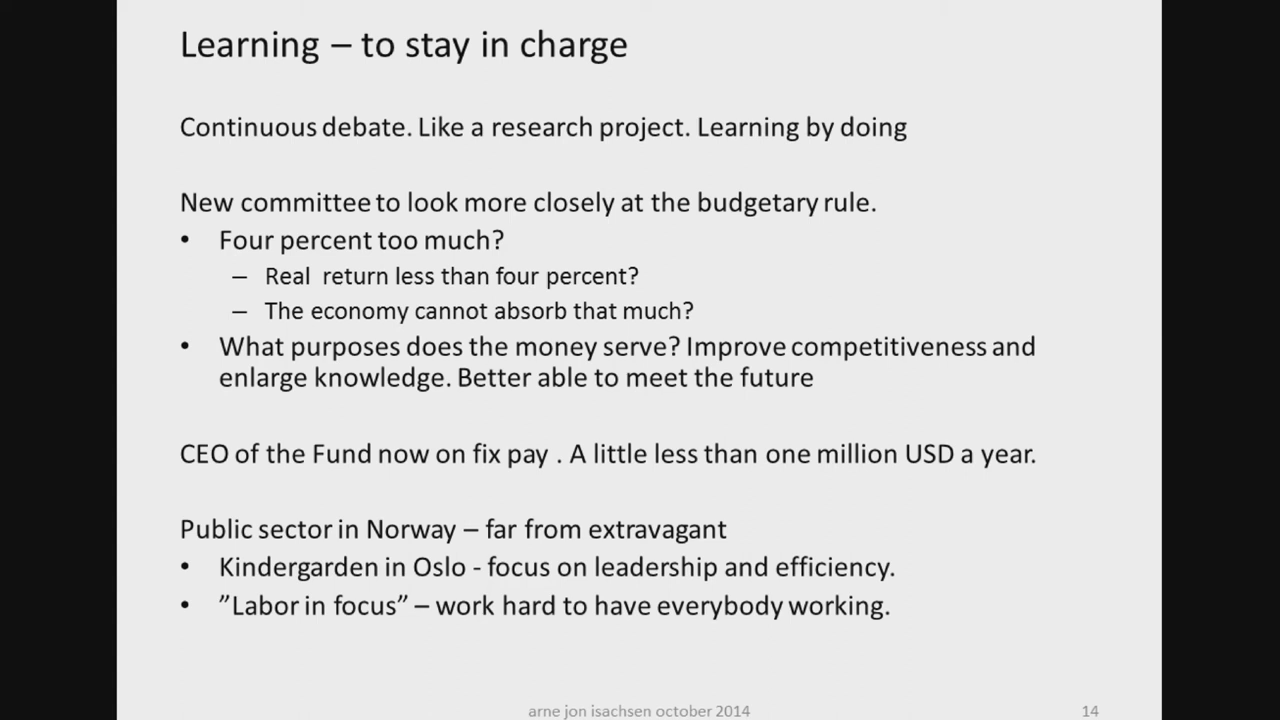 Learning – to stay in charge
Continuous debate. Like a research project. Learning by doing
New committee to look more closely at the budgetary rule.
• Four percent too much?
– Real return less than four percent?
– The economy cannot absorb that much?
• What purposes does the money serve? Improve competitiveness and
enlarge knowledge. Better able to meet the future
CEO of the Fund now on fix pay . A little less than one million USD a year.
Public sector in Norway – far from extravagant
• Kindergarden in Oslo - focus on leadership and efficiency.
• ”Labor in focus” – work hard to have everybody working.
arne jon isachsen october 2014
14